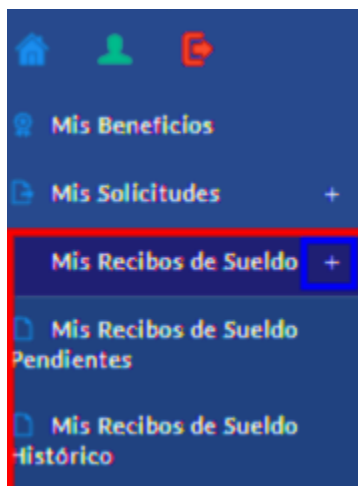 Mis Beneficios
Mis Solicitudes +
Mis Recibos de Sueldo +
Mis Recibos de Sueldo
Pendientes
Mis Recibos de Sueldo
Histórico